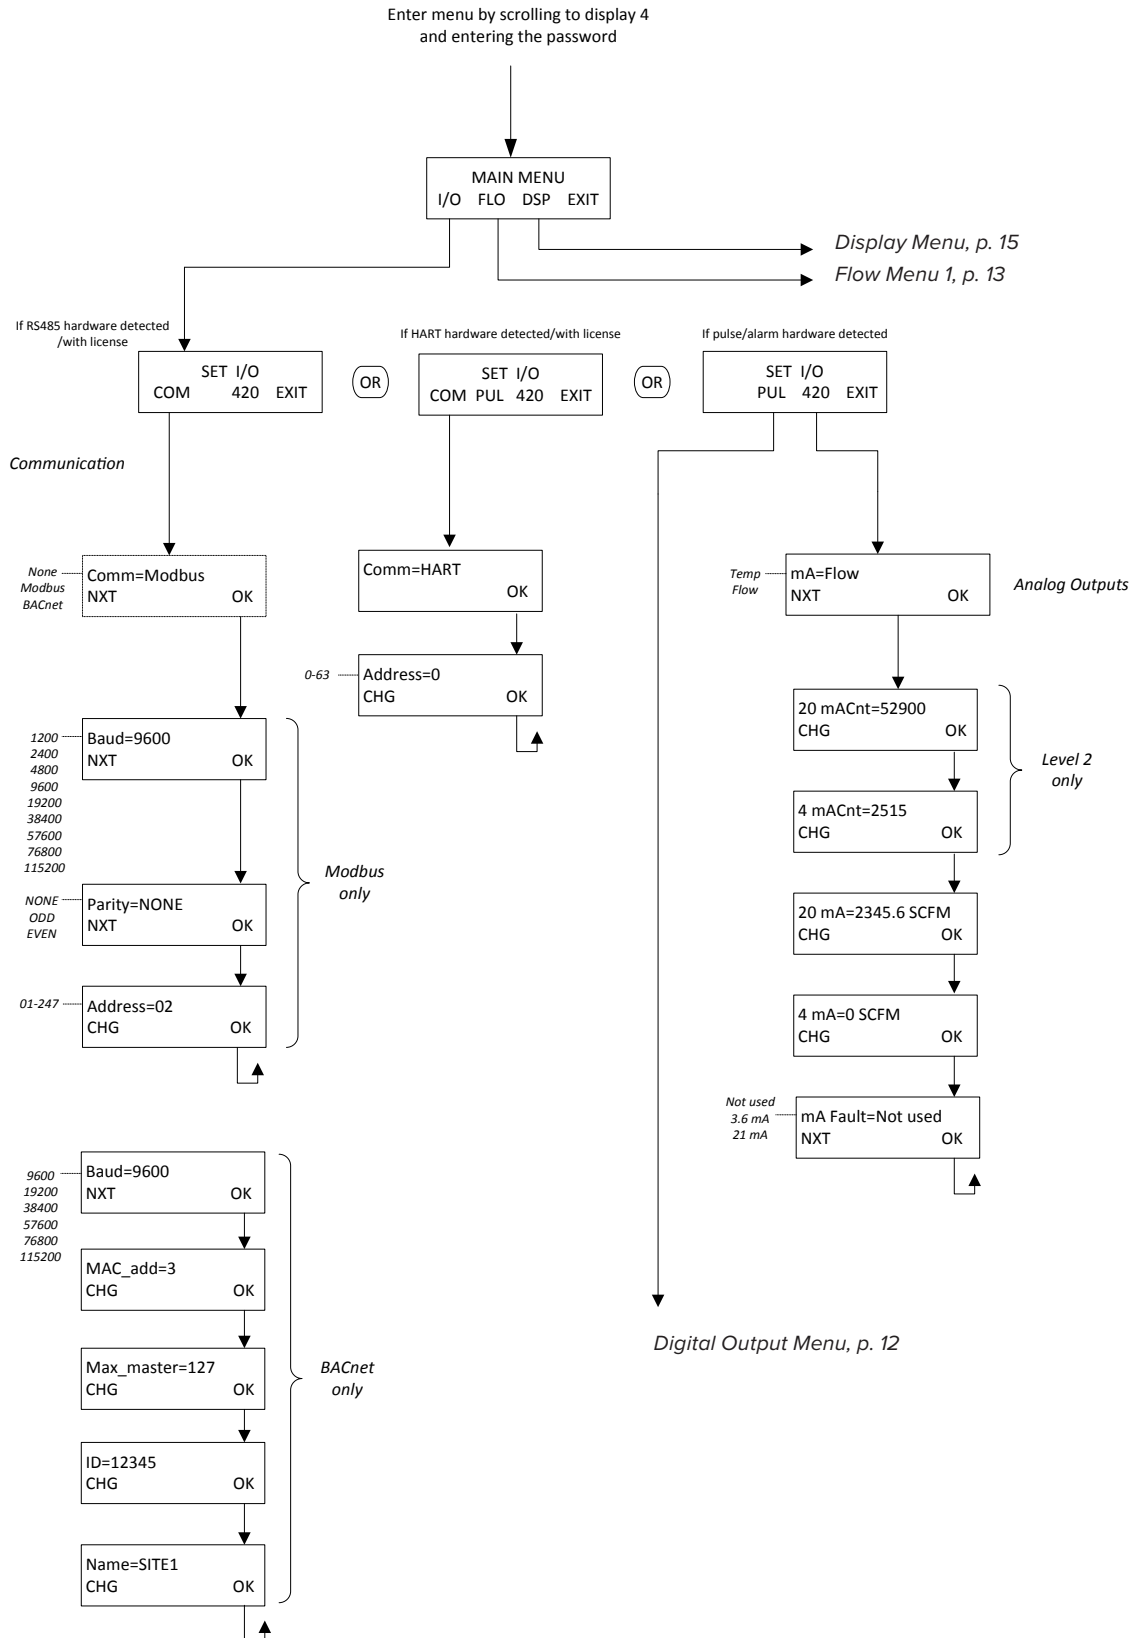 Enter menu by scrolling to display 4
and entering the password
MAIN MENU
I/O FLO DSP EXIT
Display Menu, p. 15
Flow Menu 1, p. 13
If RS485 hardware detected
/with license
SET I/O
COM 420 EXIT
OR
If HART hardware detected/with license
SET I/O
COM PUL 420 EXIT
OR
If pulse/alarm hardware detected
SET I/O
PUL 420 EXIT
Communication
None
Modbus
BACnet
Comm=Modbus
NXT OK
1200
2400
4800
9600
19200
38400
57600
76800
115200
Baud=9600
NXT OK
NONE
ODD
EVEN
Parity=NONE
NXT OK
01-247
Address=02
CHG OK
Modbus
only
9600
19200
38400
57600
76800
115200
Baud=9600
NXT OK
MAC_add=3
CHG OK
Max_master=127
CHG OK
ID=12345
CHG OK
Name=SITE1
CHG OK
BACnet
only
Comm=HART
OK
0-63
Address=0
CHG OK
Temp
Flow
mA=Flow
NXT OK
Analog Outputs
20 mACnt=52900
CHG OK
4 mACnt=2515
CHG OK
Level 2
only
20 mA=2345.6 SCFM
CHG OK
4 mA=0 SCFM
CHG OK
Not used
3.6 mA
21 mA
mA Fault=Not used
NXT OK
Digital Output Menu, p. 12